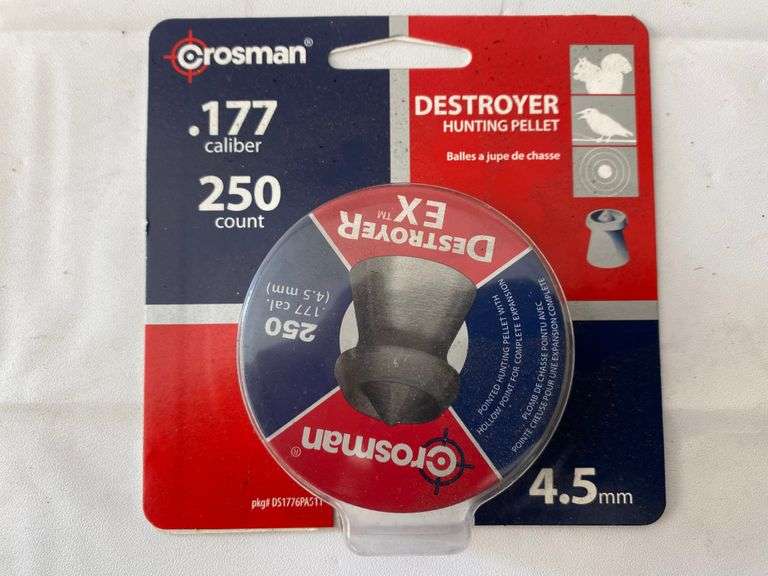 Crosman®
.177
caliber
250
count
DESTROYER
HUNTING PELLET
Balles a jupe de chasse
DESTROYER
EX™
250
.177 cal.
(4.5 mm)
POINTED HUNTING PELLET WITH
HOLLOW POINT FOR COMPLETE EXPANSION
PLOMB DE CHASSE POINTU AVEC
POINTE CREUSE POUR UNE EXPANSION COMPLETE
Crosman®
pkg# DS1776PA511
4.5mm